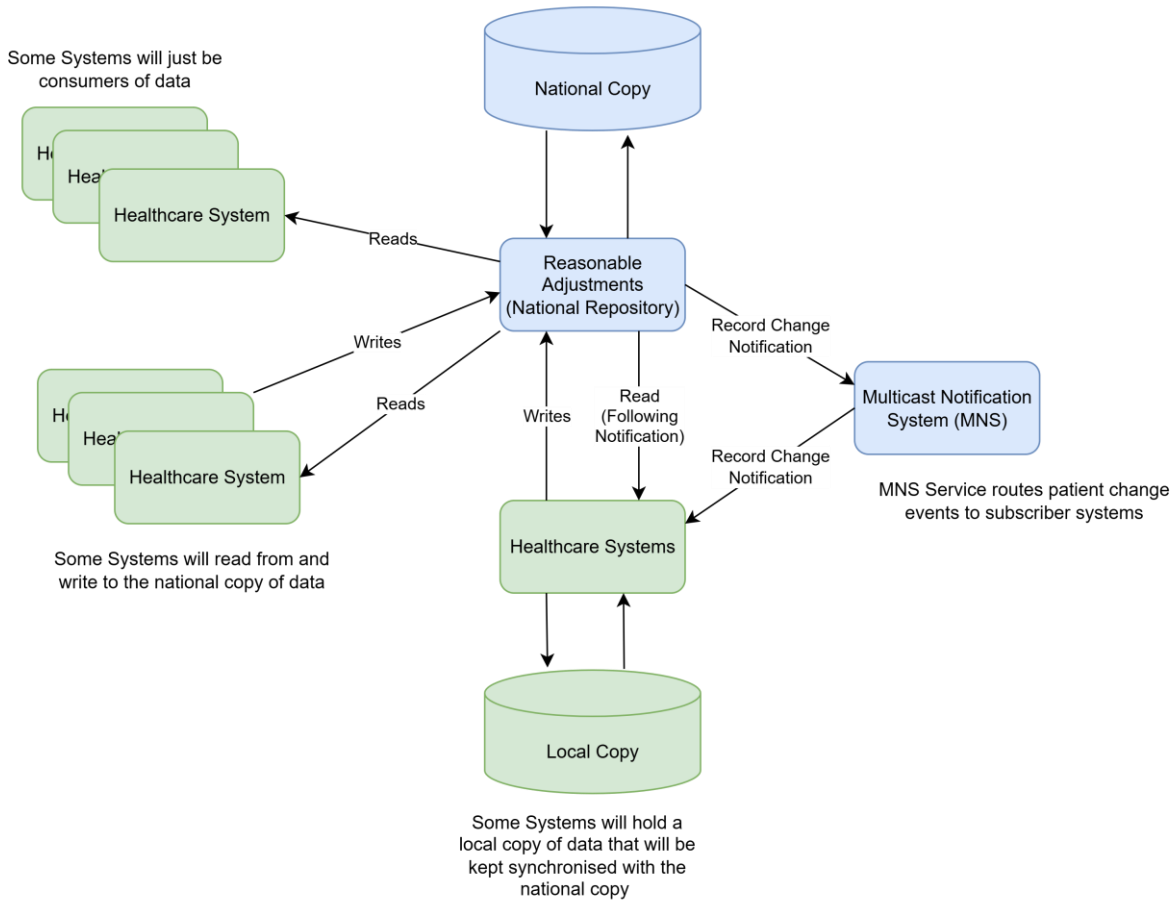 Some Systems will just be
consumers of data
National Copy
Healthcare System
Reads
Reasonable
Adjustments
(National Repository)
Writes
Reads
Record Change
Notification
Healthcare System
Writes
Read
(Following
Notification)
Multicast Notification
System (MNS)
Record Change
Notification
MNS Service routes patient change
events to subscriber systems
Some Systems will read from and
write to the national copy of data
Healthcare Systems
Local Copy
Some Systems will hold a
local copy of data that will be
kept synchronised with the
national copy